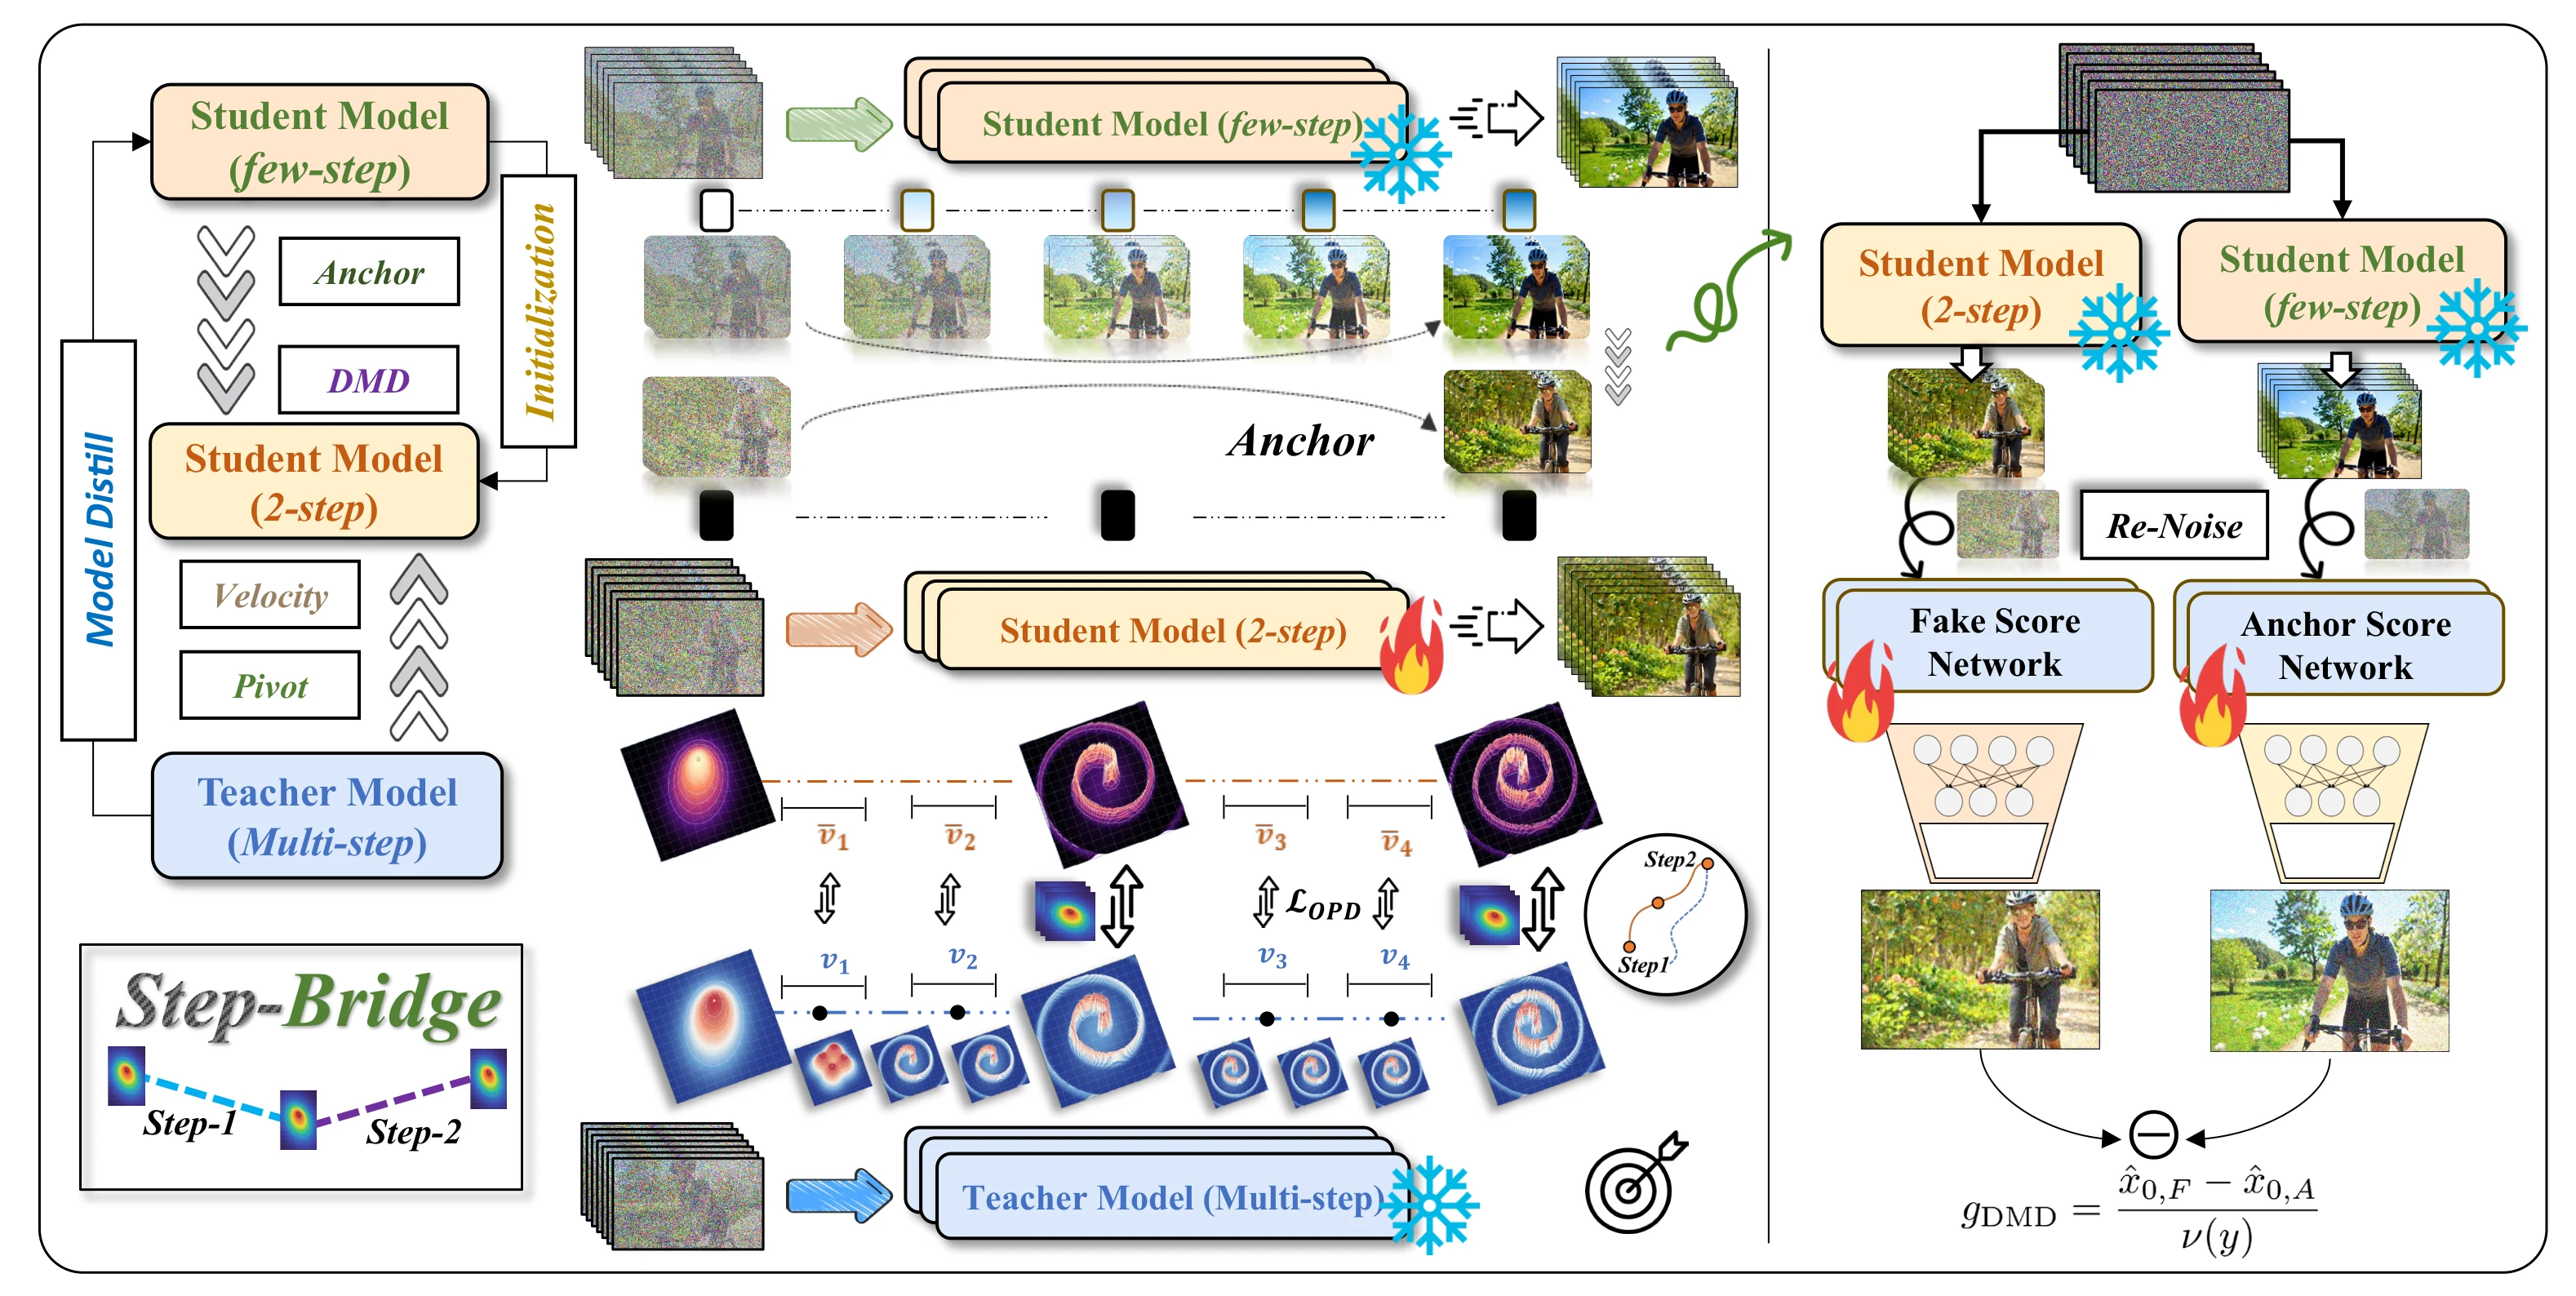 Student Model
(few-step)
Anchor
DMD
Initialization
Student Model
(2-step)
Model Distill
Velocity
Pivot
Teacher Model
(Multi-step)
Step-Bridge
Step-1
Step-2
Student Model (few-step)
Anchor
Student Model (2-step)
v̅₁ v̅₂ v̅₃ v̅₄
ℒ_OPD
v₁ v₂ v₃ v₄
Step2
Step1
Teacher Model (Multi-step)
Student Model
(2-step)
Student Model
(few-step)
Re-Noise
Fake Score
Network
Anchor Score
Network
g_DMD = (x̂_{0,F} − x̂_{0,A}) / ν(y)